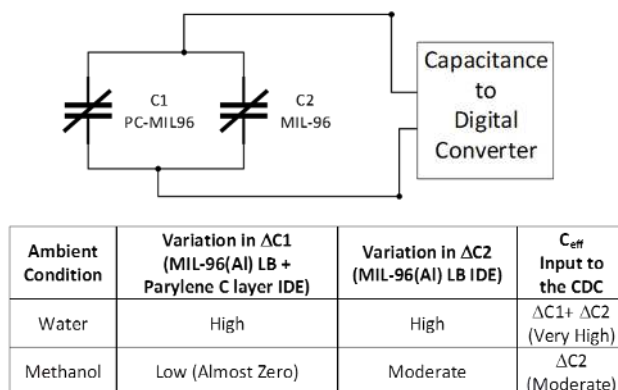 C1
PC-MIL96
C2
MIL-96
Capacitance
to
Digital
Converter
Ambient
Condition
Variation in ΔC1
(MIL-96(Al) LB +
Parylene C layer IDE)
Variation in ΔC2
(MIL-96(Al) LB IDE)
Ceff
Input to
the CDC
Water
High
High
ΔC1+ ΔC2
(Very High)
Methanol
Low (Almost Zero)
Moderate
ΔC2
(Moderate)